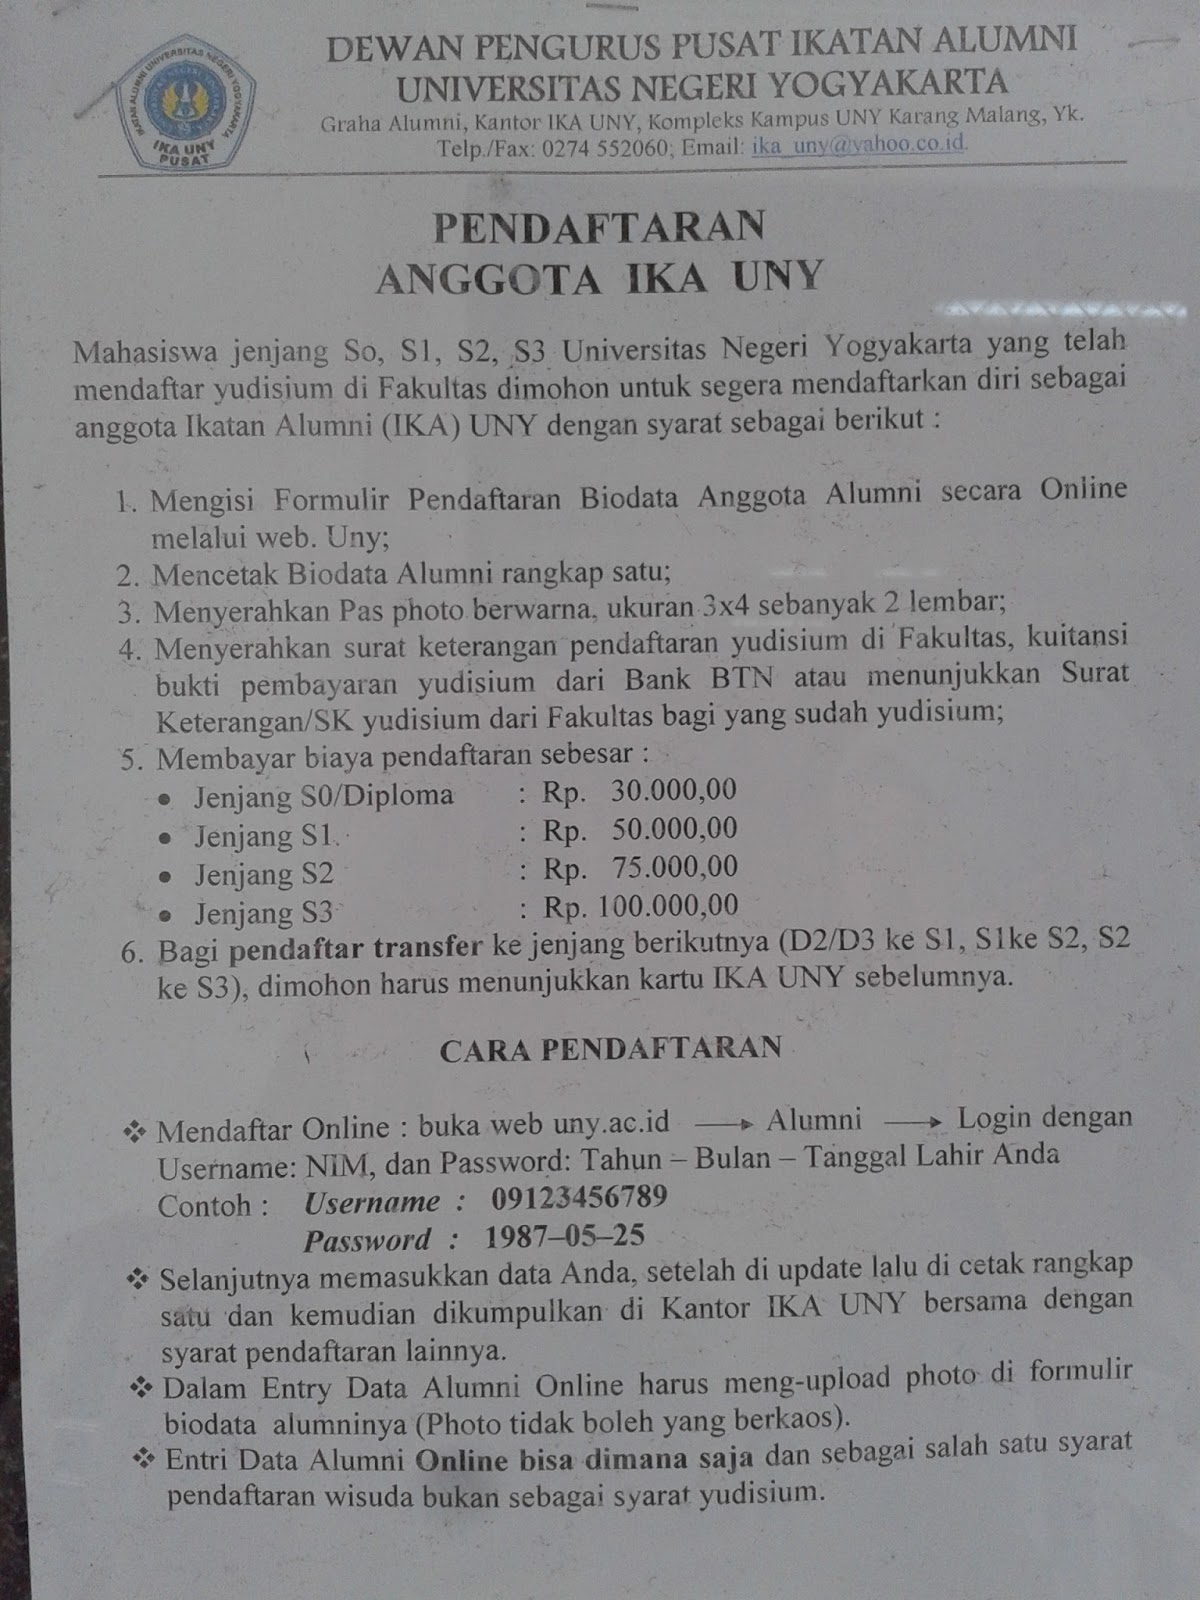 DEWAN PENGURUS PUSAT IKATAN ALUMNI
UNIVERSITAS NEGERI YOGYAKARTA
Graha Alumni, Kantor IKA UNY, Kompleks Kampus UNY Karang Malang, Yk.
Telp./Fax: 0274 552060; Email: ika_uny@yahoo.co.id.
IKATAN ALUMNI UNIVERSITAS NEGERI YOGYAKARTA
IKA UNY
PUSAT
PENDAFTARAN
ANGGOTA IKA UNY
Mahasiswa jenjang So, S1, S2, S3 Universitas Negeri Yogyakarta yang telah
mendaftar yudisium di Fakultas dimohon untuk segera mendaftarkan diri sebagai
anggota Ikatan Alumni (IKA) UNY dengan syarat sebagai berikut :
1. Mengisi Formulir Pendaftaran Biodata Anggota Alumni secara Online
melalui web. Uny;
2. Mencetak Biodata Alumni rangkap satu;
3. Menyerahkan Pas photo berwarna, ukuran 3x4 sebanyak 2 lembar;
4. Menyerahkan surat keterangan pendaftaran yudisium di Fakultas, kuitansi
bukti pembayaran yudisium dari Bank BTN atau menunjukkan Surat
Keterangan/SK yudisium dari Fakultas bagi yang sudah yudisium;
5. Membayar biaya pendaftaran sebesar :
• Jenjang S0/Diploma : Rp. 30.000,00
• Jenjang S1 : Rp. 50.000,00
• Jenjang S2 : Rp. 75.000,00
• Jenjang S3 : Rp. 100.000,00
6. Bagi pendaftar transfer ke jenjang berikutnya (D2/D3 ke S1, S1ke S2, S2
ke S3), dimohon harus menunjukkan kartu IKA UNY sebelumnya.
CARA PENDAFTARAN
❖ Mendaftar Online : buka web uny.ac.id → Alumni → Login dengan
Username: NIM, dan Password: Tahun – Bulan – Tanggal Lahir Anda
Contoh : Username : 09123456789
Password : 1987–05–25
❖ Selanjutnya memasukkan data Anda, setelah di update lalu di cetak rangkap
satu dan kemudian dikumpulkan di Kantor IKA UNY bersama dengan
syarat pendaftaran lainnya.
❖ Dalam Entry Data Alumni Online harus meng-upload photo di formulir
biodata alumninya (Photo tidak boleh yang berkaos).
❖ Entri Data Alumni Online bisa dimana saja dan sebagai salah satu syarat
pendaftaran wisuda bukan sebagai syarat yudisium.